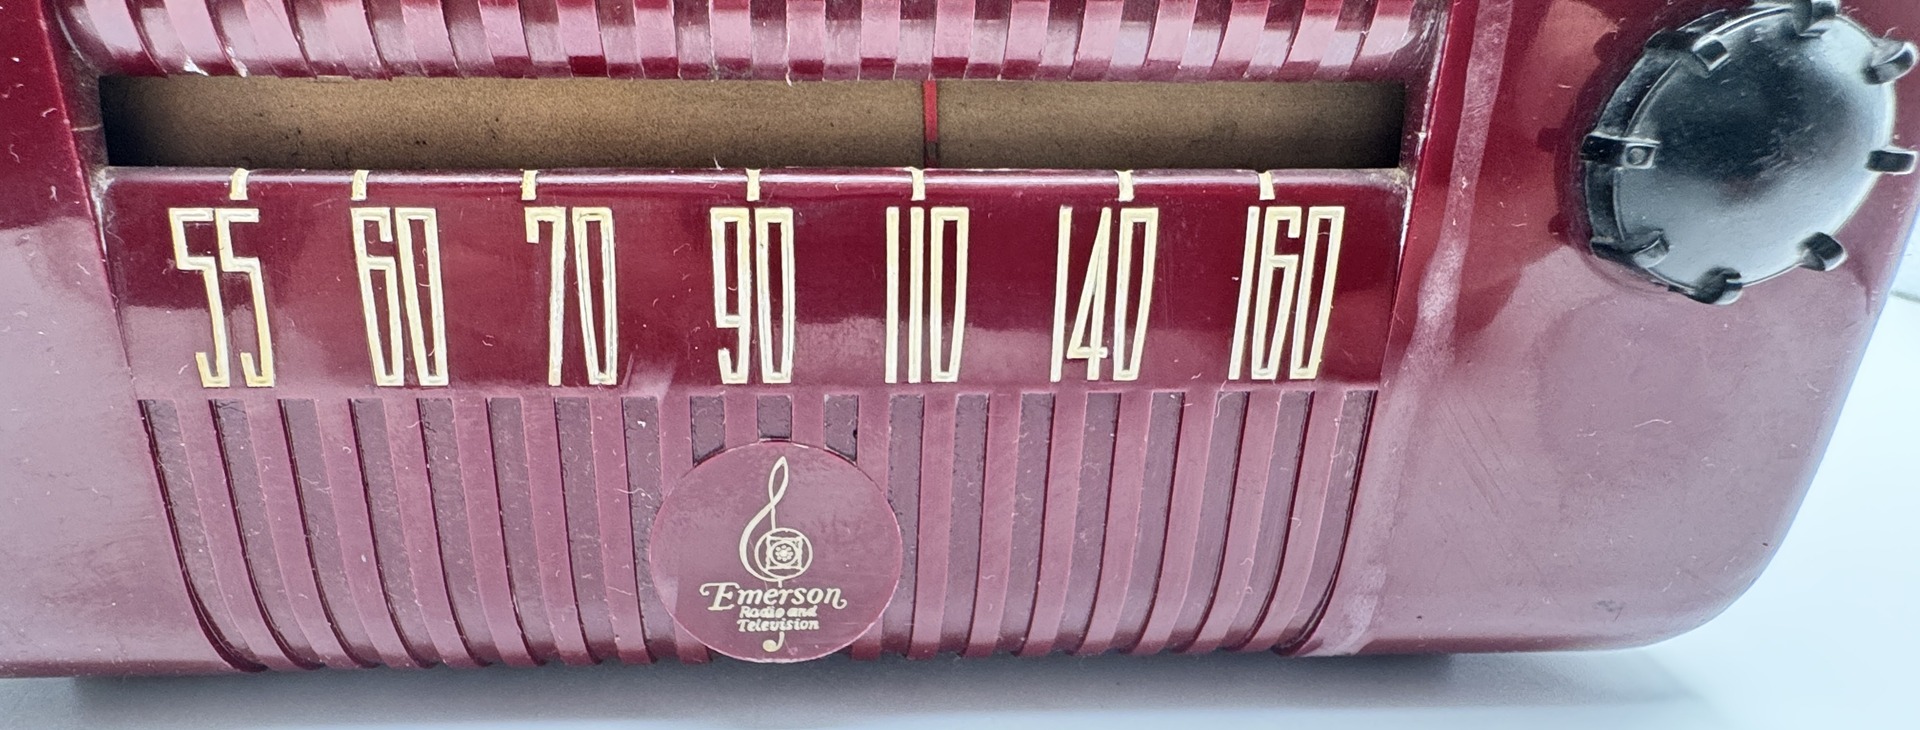 55 60 70 90 110 140 160
Emerson
Radio and
Television